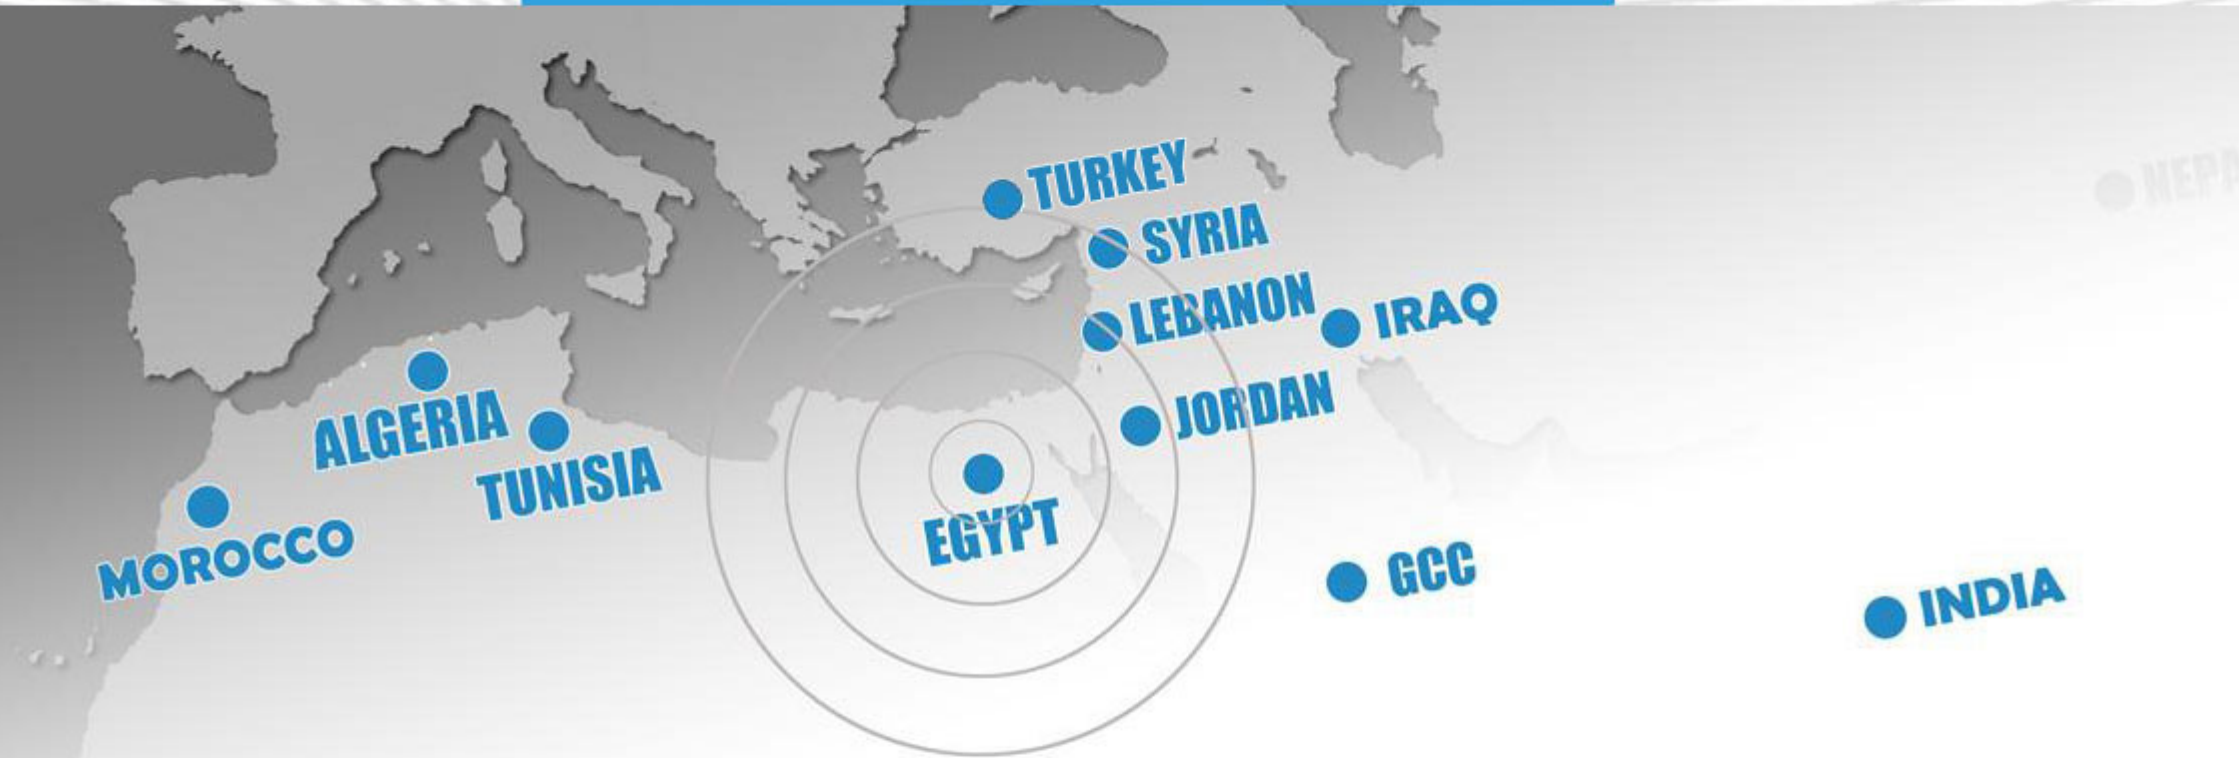 TURKEY
SYRIA
LEBANON
IRAQ
JORDAN
ALGERIA
TUNISIA
MOROCCO
EGYPT
GCC
INDIA